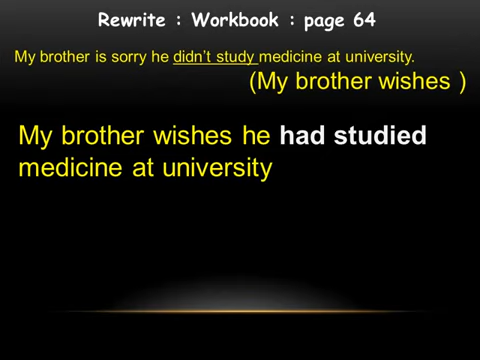 Rewrite : Workbook : page 64
My brother is sorry he didn't study medicine at university.
(My brother wishes )
My brother wishes he had studied
medicine at university